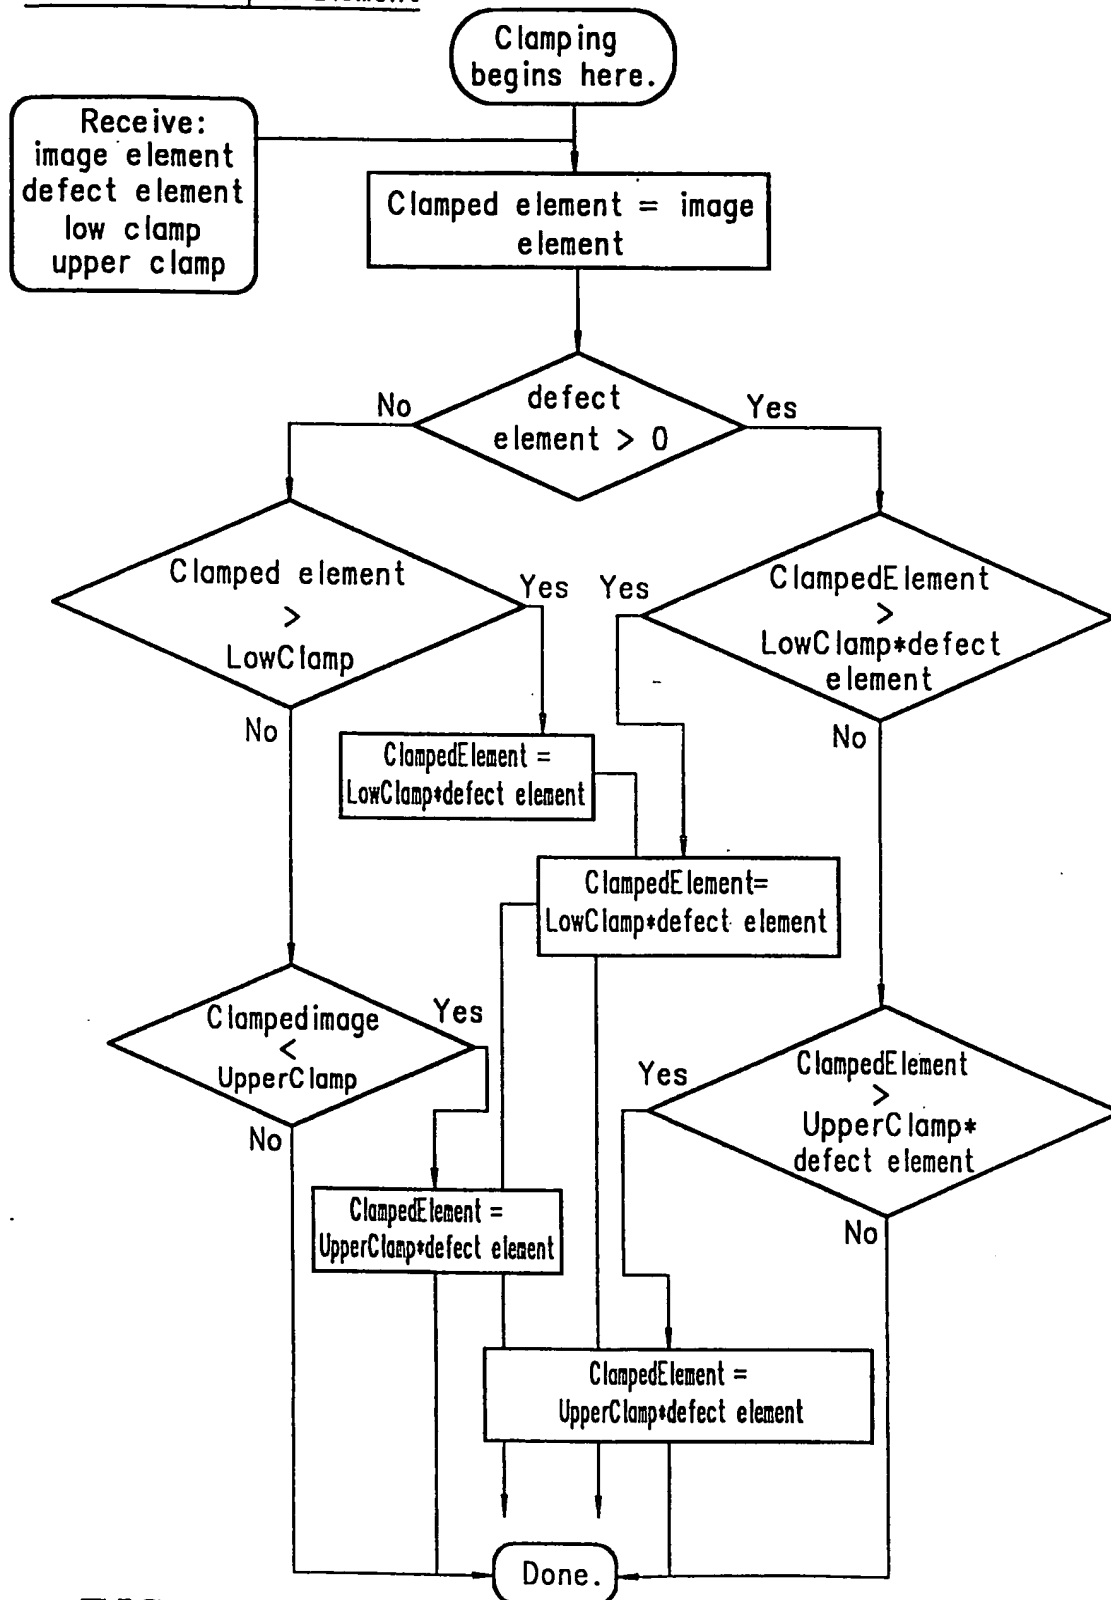 Element
Clamping
begins here.
Receive:
image element
defect element
low clamp
upper clamp
Clamped element = image
element
defect
element > 0
No
Yes
Clamped element
>
LowClamp
Yes
No
Yes
ClampedElement
>
LowClamp*defect
element
No
ClampedElement =
LowClamp*defect element
ClampedElement=
LowClamp*defect element
Clampedimage
<
UpperClamp
Yes
No
Yes
ClampedElement
>
UpperClamp*
defect element
No
ClampedElement =
UpperClamp*defect element
ClampedElement =
UpperClamp*defect element
Done.